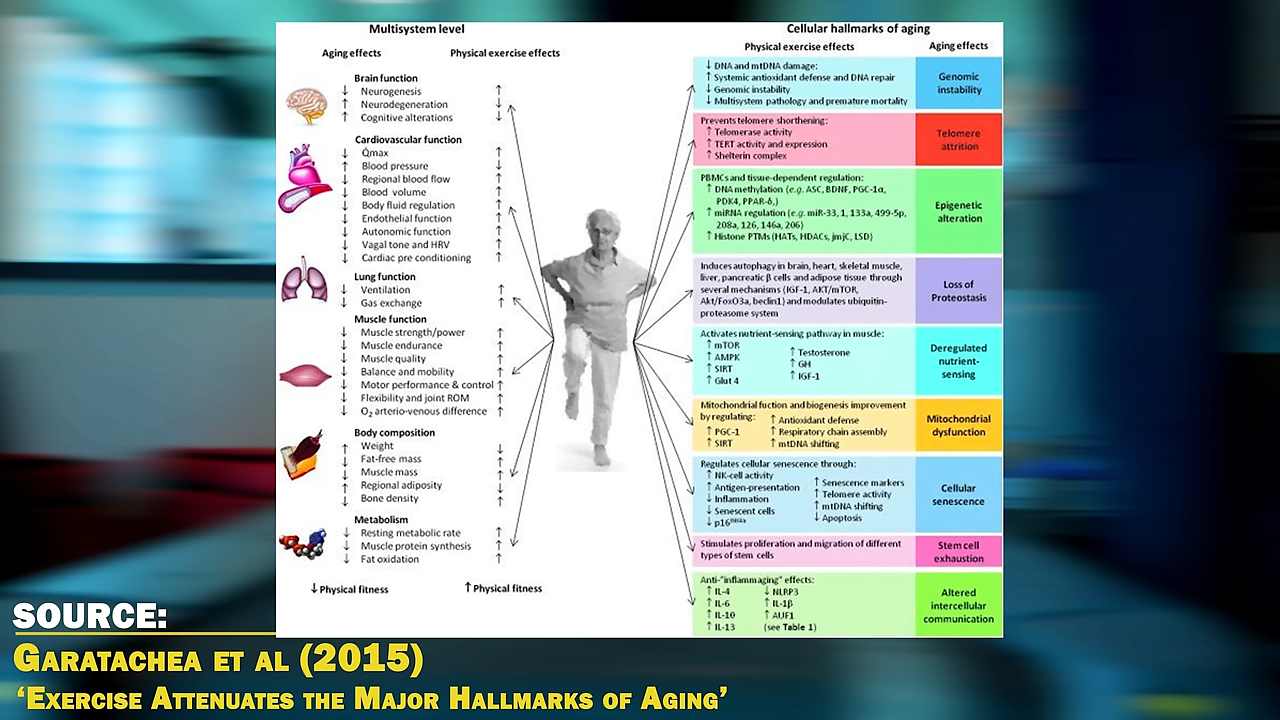 Multisystem level
Aging effects Physical exercise effects
Brain function
↓ Neurogenesis ↑
↑ Neurodegeneration ↓
↑ Cognitive alterations ↓
Cardiovascular function
↓ Q̇max ↑
↑ Blood pressure ↓
↓ Regional blood flow ↑
↓ Blood volume ↑
↓ Body fluid regulation ↑
↓ Endothelial function ↑
↓ Autonomic function ↑
↓ Vagal tone and HRV ↑
↓ Cardiac pre conditioning ↑
Lung function
↓ Ventilation ↑
↓ Gas exchange ↑
Muscle function
↓ Muscle strength/power ↑
↓ Muscle endurance ↑
↓ Muscle quality ↑
↓ Balance and mobility ↑
↓ Motor performance & control ↑
↓ Flexibility and joint ROM ↑
↓ O₂ arterio-venous difference ↑
Body composition
↑ Weight ↓
↓ Fat-free mass ↑
↓ Muscle mass ↑
↑ Regional adiposity ↓
↓ Bone density ↑
Metabolism
↓ Resting metabolic rate ↑
↓ Muscle protein synthesis ↑
↓ Fat oxidation ↑
↓ Physical fitness ↑ Physical fitness
Cellular hallmarks of aging
Physical exercise effects Aging effects
↓ DNA and mtDNA damage:
↑ Systemic antioxidant defense and DNA repair
↓ Genomic instability
↓ Multisystem pathology and premature mortality
Genomic
instability
Prevents telomere shortening:
↑ Telomerase activity
↑ TERT activity and expression
↑ Shelterin complex
Telomere
attrition
PBMCs and tissue-dependent regulation:
↑ DNA methylation (e.g. ASC, BDNF, PGC-1α,
PDK4, PPAR-δ,)
↑ miRNA regulation (e.g. miR-33, 1, 133a, 499-5p,
208a, 126, 146a, 206)
↑ Histone PTMs (HATs, HDACs, jmjC, LSD)
Epigenetic
alteration
Induces autophagy in brain, heart, skeletal muscle,
liver, pancreatic β cells and adipose tissue through
several mechanisms (IGF-1, AKT/mTOR,
Akt/FoxO3a, beclin1) and modulates ubiquitin-
proteasome system
Loss of
Proteostasis
Activates nutrient-sensing pathway in muscle:
↑ mTOR
↑ AMPK ↑ Testosterone
↑ SIRT ↑ GH
↑ Glut 4 ↑ IGF-1
Deregulated
nutrient-
sensing
Mitochondrial fuction and biogenesis improvement
by regulating: ↑ Antioxidant defense
↑ PGC-1 ↑ Respiratory chain assembly
↑ SIRT ↑ mtDNA shifting
Mitochondrial
dysfunction
Regulates cellular senescence through:
↑ NK-cell activity ↑ Senescence markers
↑ Antigen-presentation ↑ Telomere activity
↓ Inflammation ↑ mtDNA shifting
↓ Senescent cells ↓ Apoptosis
↓ p16
Cellular
senescence
Stimulates proliferation and migration of different
types of stem cells
Stem cell
exhaustion
Anti-"inflammaging" effects:
↑ IL-4 ↓ NLRP3
↑ IL-6 ↑ IL-1β
↑ IL-10 ↑ AUF1
↑ IL-13 (see Table 1)
Altered
intercellular
communication
SOURCE:
GARATACHEA ET AL (2015)
'EXERCISE ATTENUATES THE MAJOR HALLMARKS OF AGING'